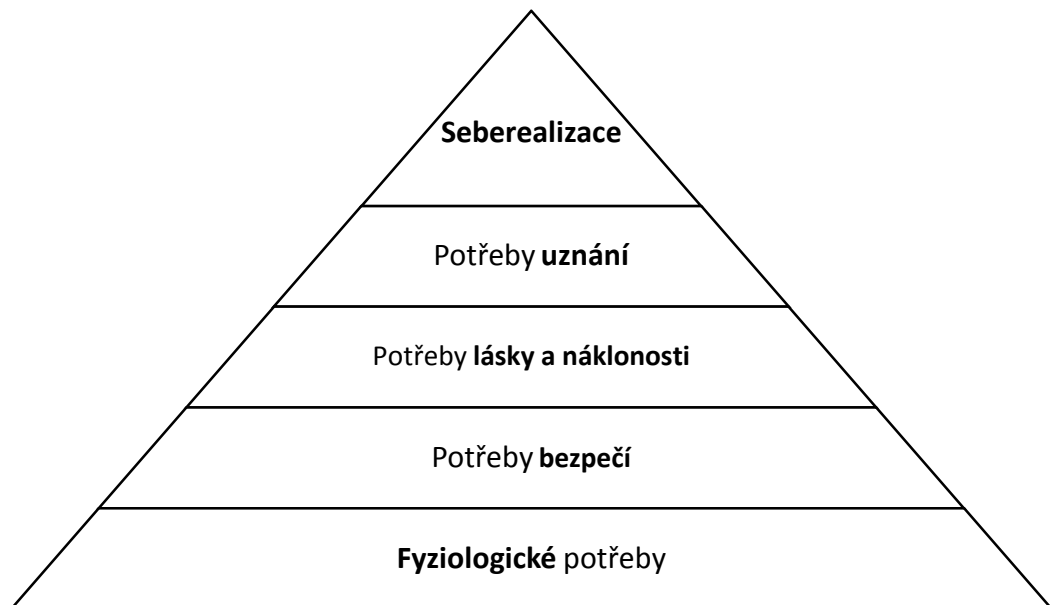 Seberealizace
Potřeby uznání
Potřeby lásky a náklonosti
Potřeby bezpečí
Fyziologické potřeby